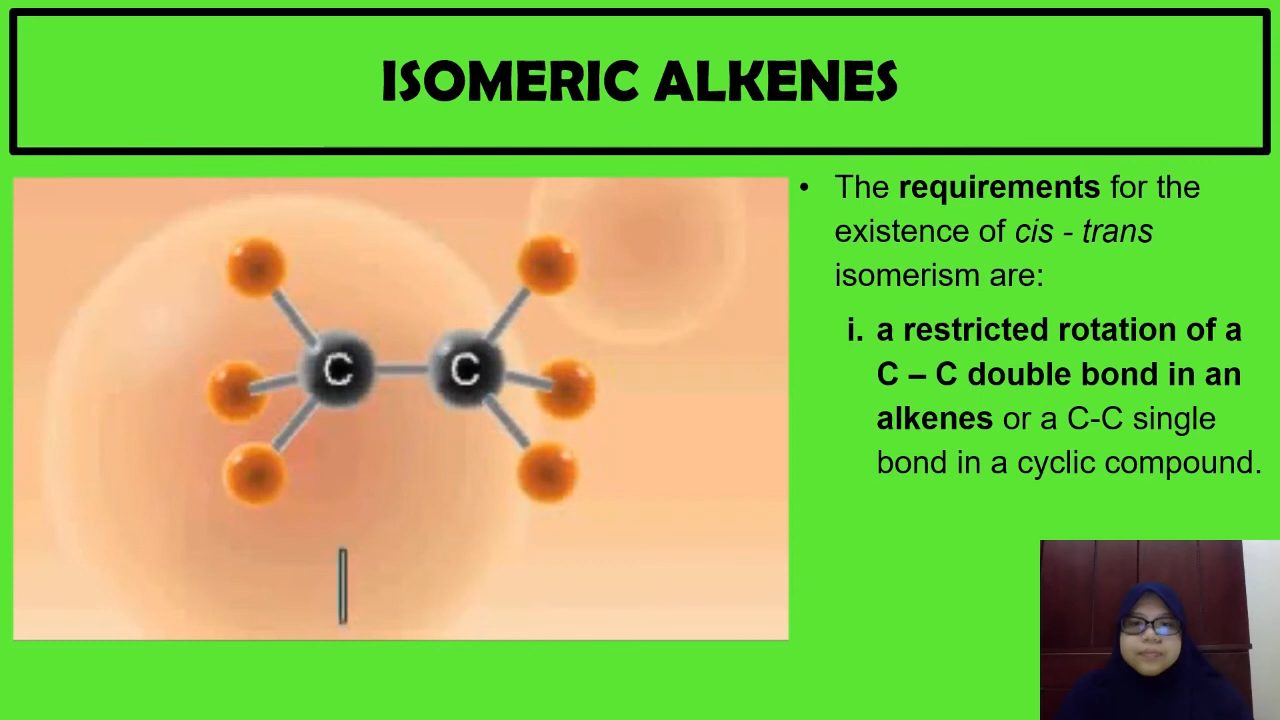 ISOMERIC ALKENES
C C
• The requirements for the
existence of cis - trans
isomerism are:
i. a restricted rotation of a
C – C double bond in an
alkenes or a C-C single
bond in a cyclic compound.